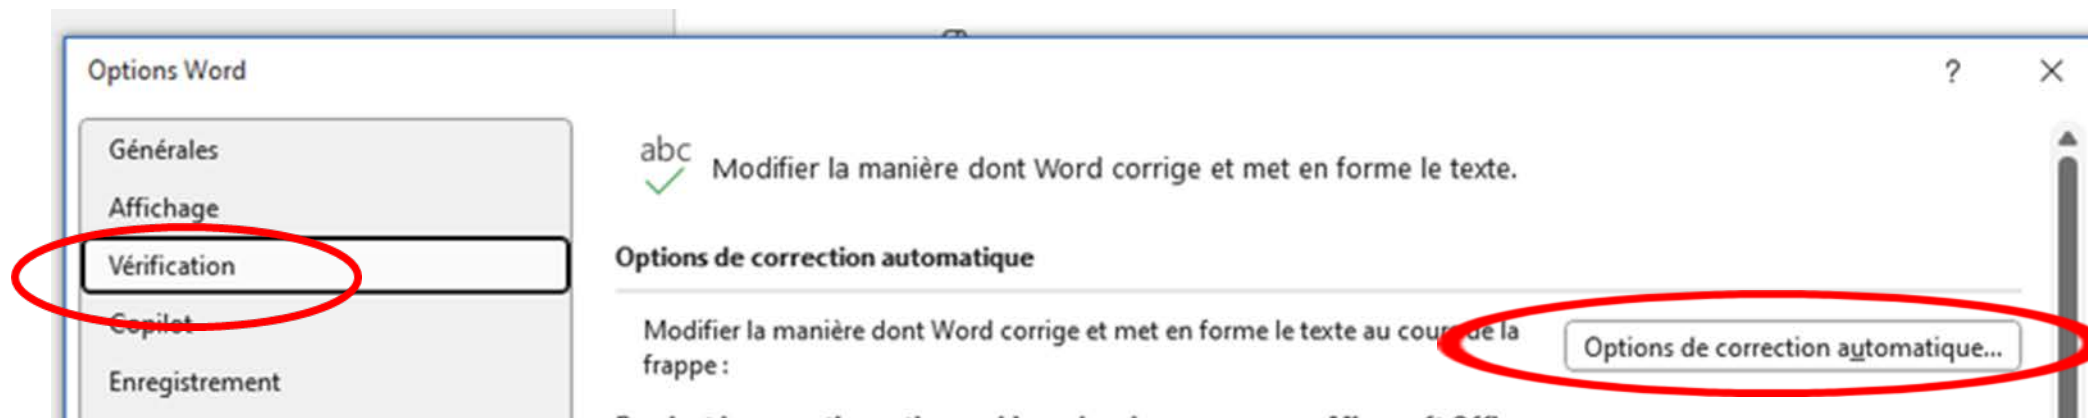 Options Word
?
Générales
Affichage
Vérification
Copilot
Enregistrement
abc
Modifier la manière dont Word corrige et met en forme le texte.
Options de correction automatique
Modifier la manière dont Word corrige et met en forme le texte au cours de la
frappe :
Options de correction automatique...